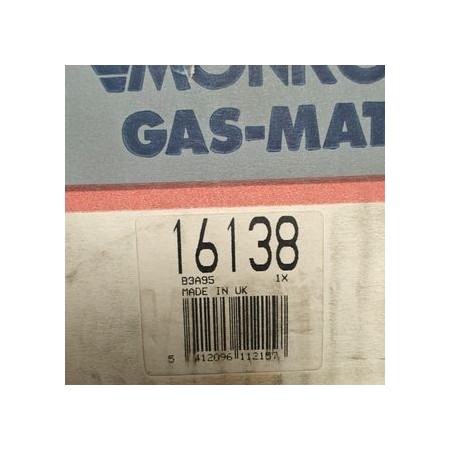 MONRO
GAS-MAT
16138
B3A95 1X
MADE IN UK
5 412096 112157